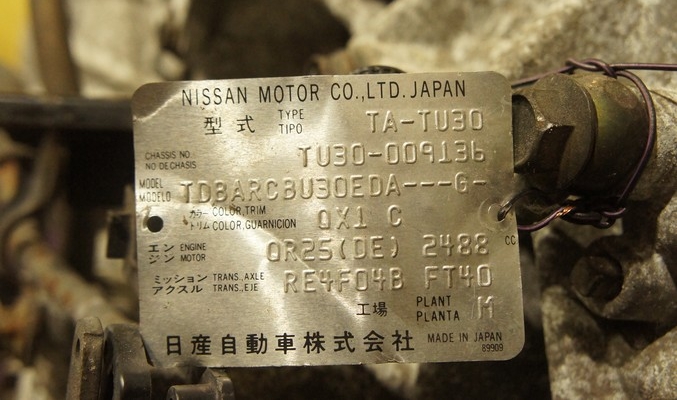 NISSAN MOTOR CO.,LTD. JAPAN
型式 TYPE TIPO TA-TU30
CHASSIS NO. NO DE CHASIS TU30-009136
MODEL MODELO TDBARCBU30EDA---G-
カラー COLOR,TRIM トリム COLOR,GUARNICION QX1 C
エンジン ENGINE MOTOR QR25(DE) 2488 CC
ミッション アクスル TRANS.,AXLE TRANS.,EJE RE4F04B FT40
工場 PLANT PLANTA M
日産自動車株式会社 MADE IN JAPAN
89909